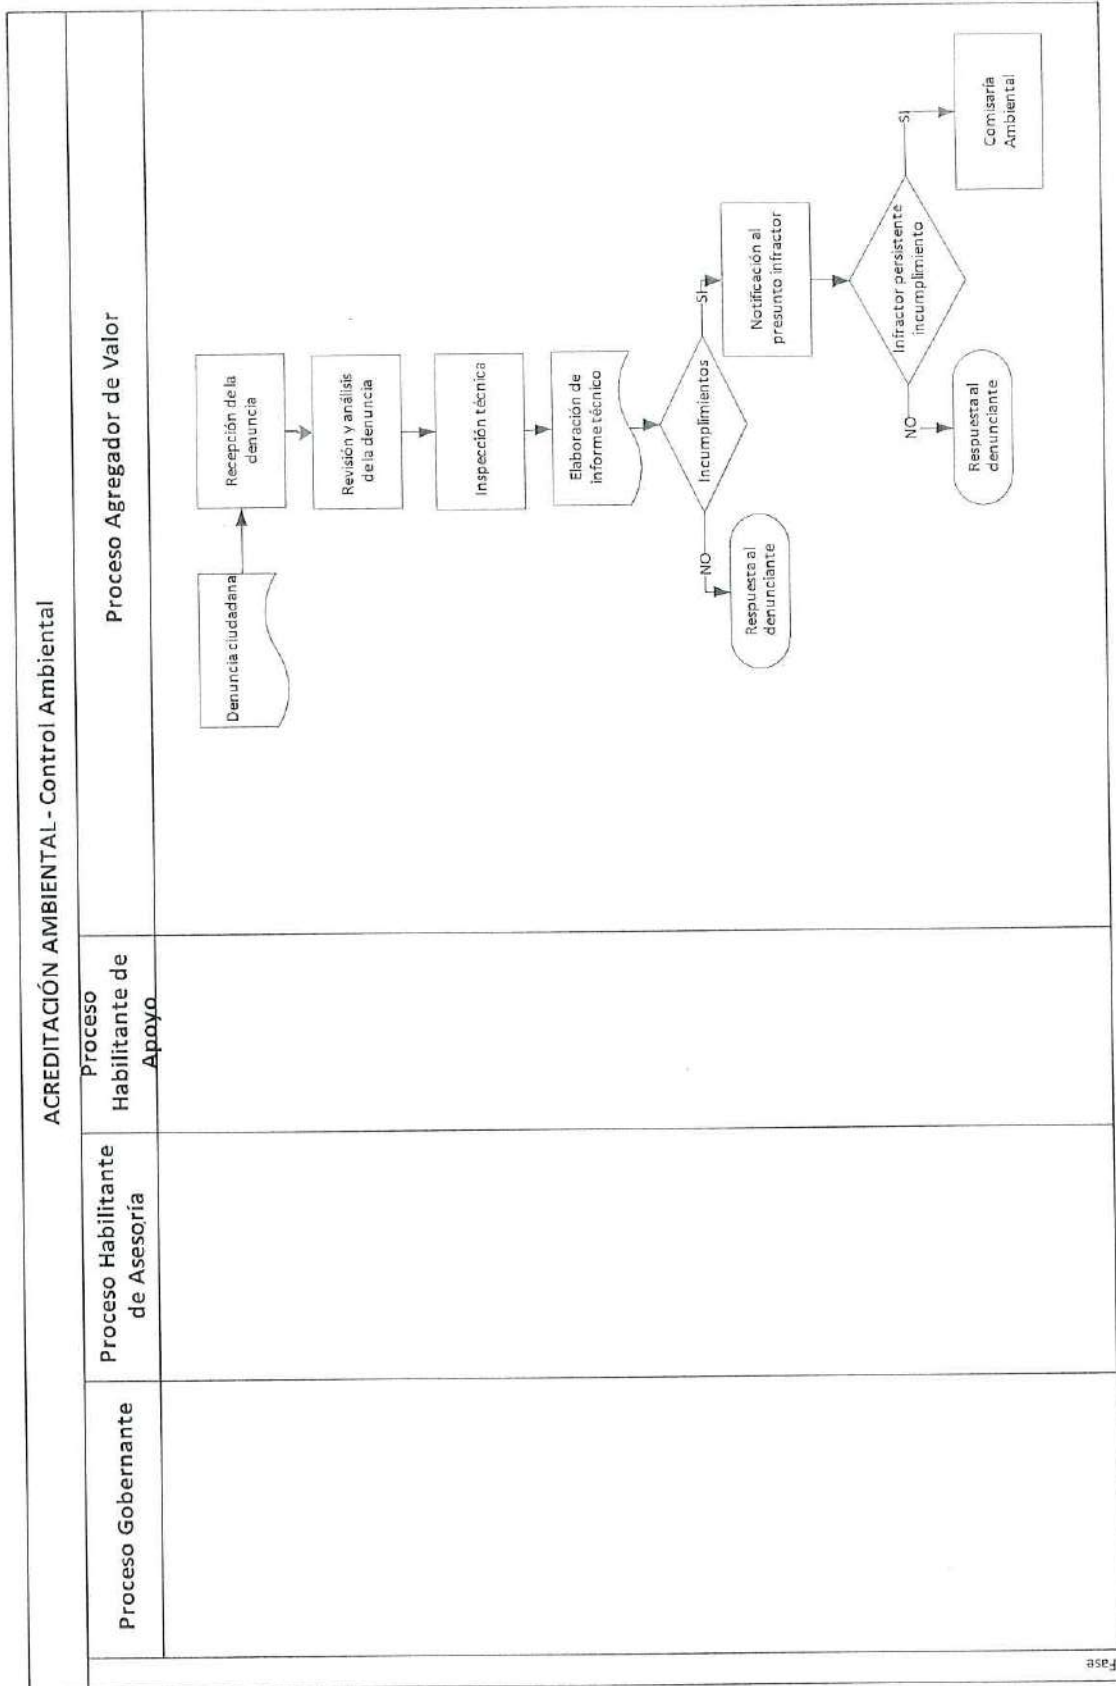 ACREDITACIÓN AMBIENTAL- Control Ambiental
Proceso Gobernante
Proceso Habilitante
de Asesoría
Proceso
Habilitante de
Apoyo
Proceso Agregador de Valor
Denuncia ciudadana
Recepción de la
denuncia
Revisión y análisis
de la denuncia
Inspección técnica
Elaboración de
informe técnico
Incumplimientos
NO
SI
Respuesta al
denunciante
Notificación al
presunto infractor
Infractor persistente
incumplimiento
NO
SI
Respuesta al
denunciante
Comisaría
Ambiental
Fase